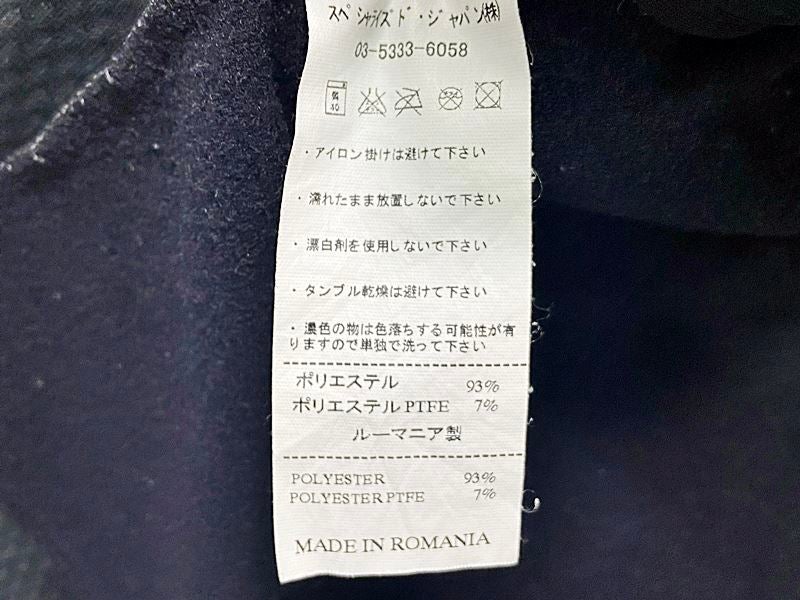 スペシャライズド・ジャパン㈱
03-5333-6058
弱
40
・アイロン掛けは避けて下さい
・濡れたまま放置しないで下さい
・漂白剤を使用しないで下さい
・タンブル乾燥は避けて下さい
・濃色の物は色落ちする可能性が有
りますので単独で洗って下さい
ポリエステル 93%
ポリエステル PTFE 7%
ルーマニア製
POLYESTER 93%
POLYESTER PTFE 7%
MADE IN ROMANIA